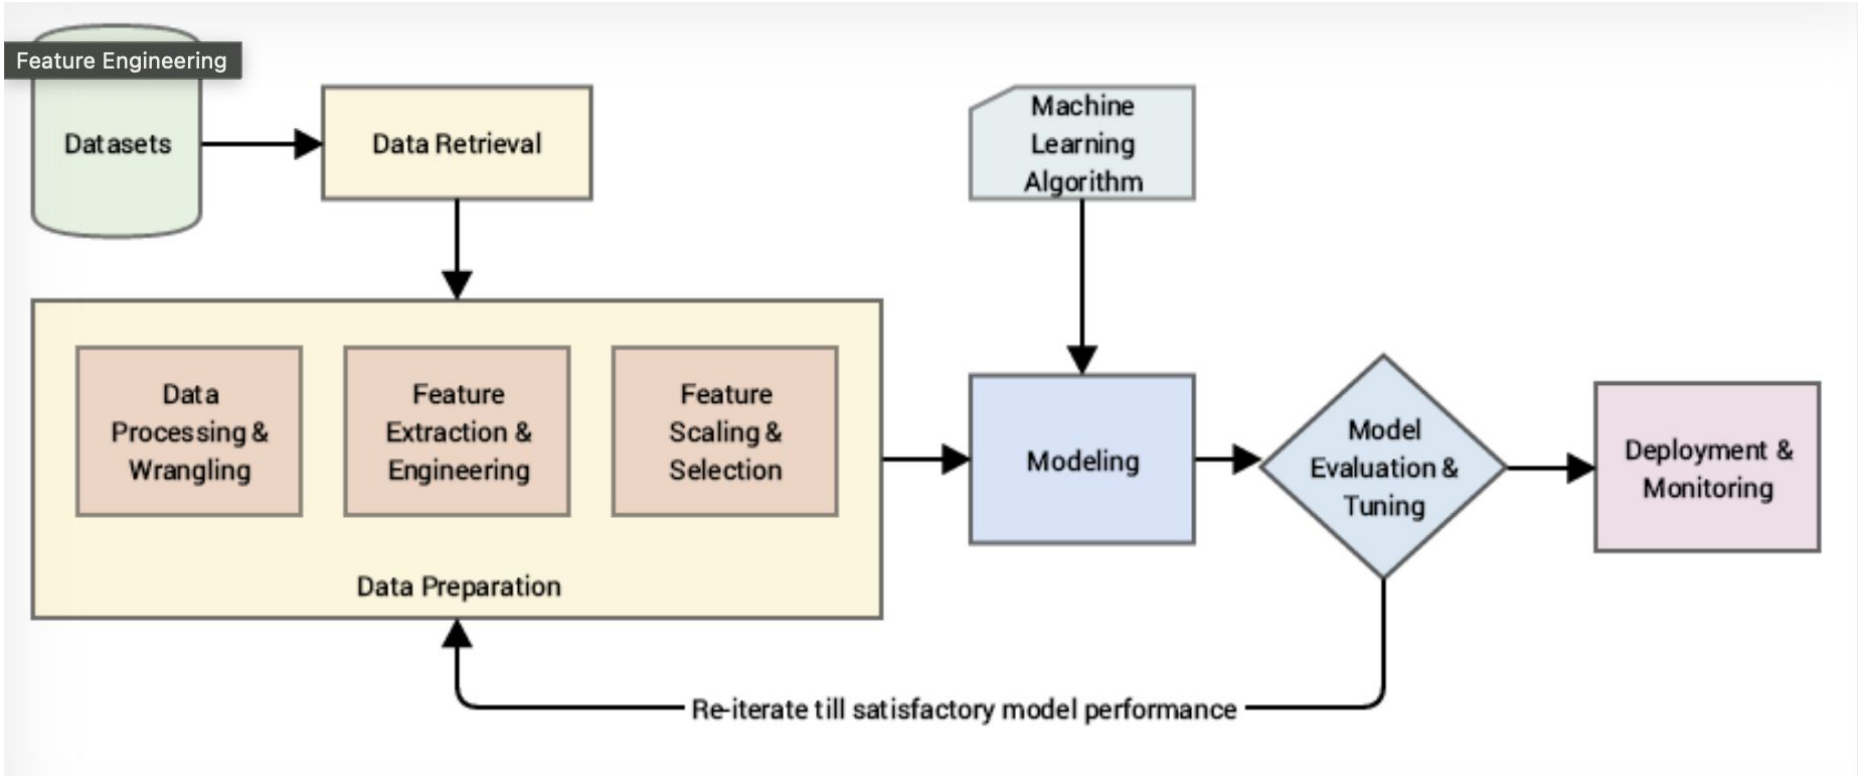 Feature Engineering
Datasets
Data Retrieval
Machine
Learning
Algorithm
Data
Processing &
Wrangling
Feature
Extraction &
Engineering
Feature
Scaling &
Selection
Data Preparation
Modeling
Model
Evaluation &
Tuning
Deployment &
Monitoring
Re-iterate till satisfactory model performance